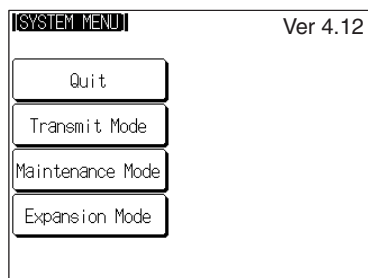 [SYSTEM MENU]
Ver 4.12
Quit
Transmit Mode
Maintenance Mode
Expansion Mode